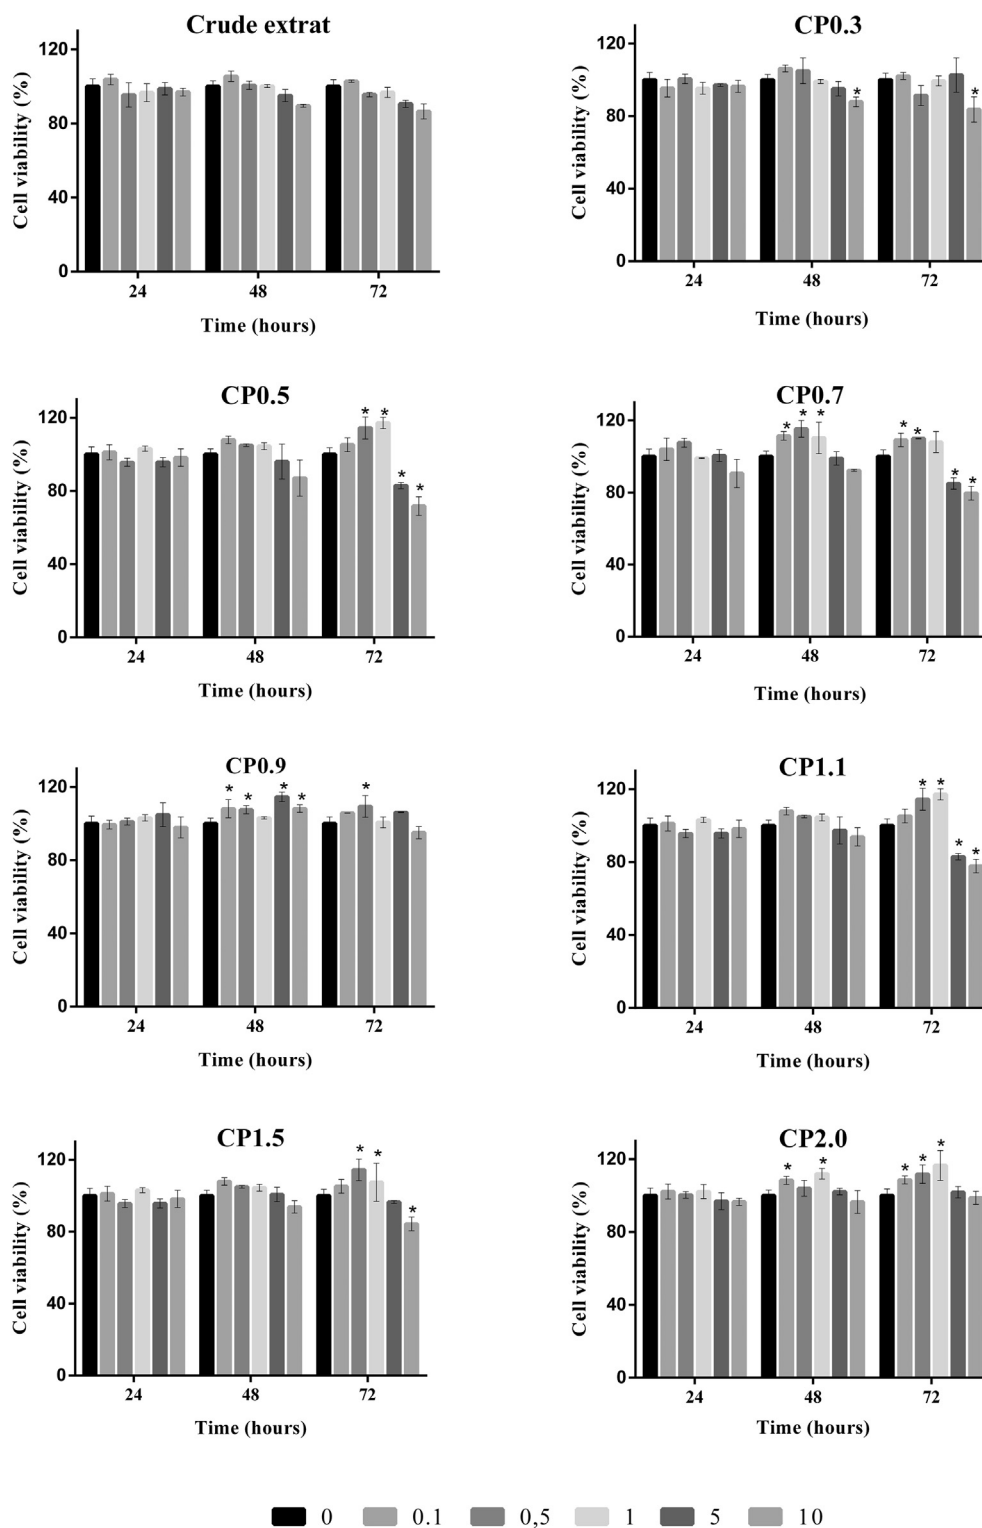 Crude extrat
Cell viability (%)
120
80
40
0
24 48 72
Time (hours)
CP0.3
Cell viability (%)
120
80
40
0
* *
24 48 72
Time (hours)
CP0.5
Cell viability (%)
120
80
40
0
* * * *
24 48 72
Time (hours)
CP0.7
Cell viability (%)
120
80
40
0
* * * * * * *
24 48 72
Time (hours)
CP0.9
Cell viability (%)
120
80
40
0
* * * * *
24 48 72
Time (hours)
CP1.1
Cell viability (%)
120
80
40
0
* * * *
24 48 72
Time (hours)
CP1.5
Cell viability (%)
120
80
40
0
* * *
24 48 72
Time (hours)
CP2.0
Cell viability (%)
120
80
40
0
* * * * *
24 48 72
Time (hours)
0 0.1 0,5 1 5 10